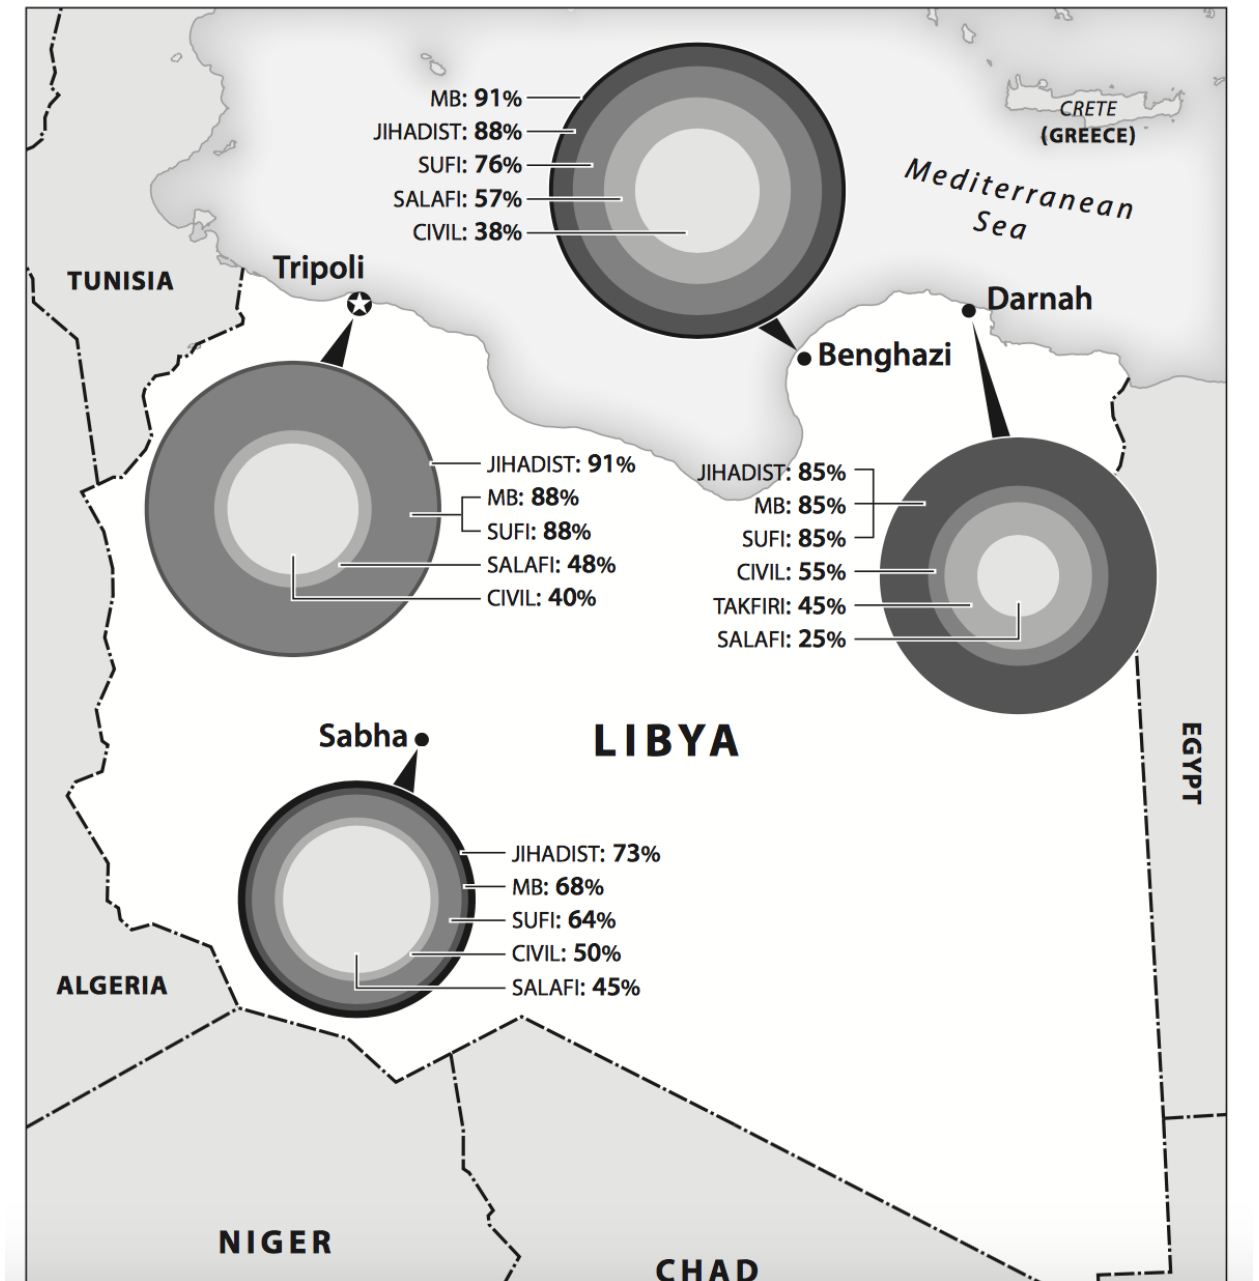 MB: 91%
JIHADIST: 88%
SUFI: 76%
SALAFI: 57%
CIVIL: 38%
CRETE
(GREECE)
Mediterranean
Sea
TUNISIA
Tripoli
Darnah
Benghazi
JIHADIST: 91%
MB: 88%
SUFI: 88%
SALAFI: 48%
CIVIL: 40%
JIHADIST: 85%
MB: 85%
SUFI: 85%
CIVIL: 55%
TAKFIRI: 45%
SALAFI: 25%
LIBYA
EGYPT
Sabha
JIHADIST: 73%
MB: 68%
SUFI: 64%
CIVIL: 50%
SALAFI: 45%
ALGERIA
NIGER
CHAD